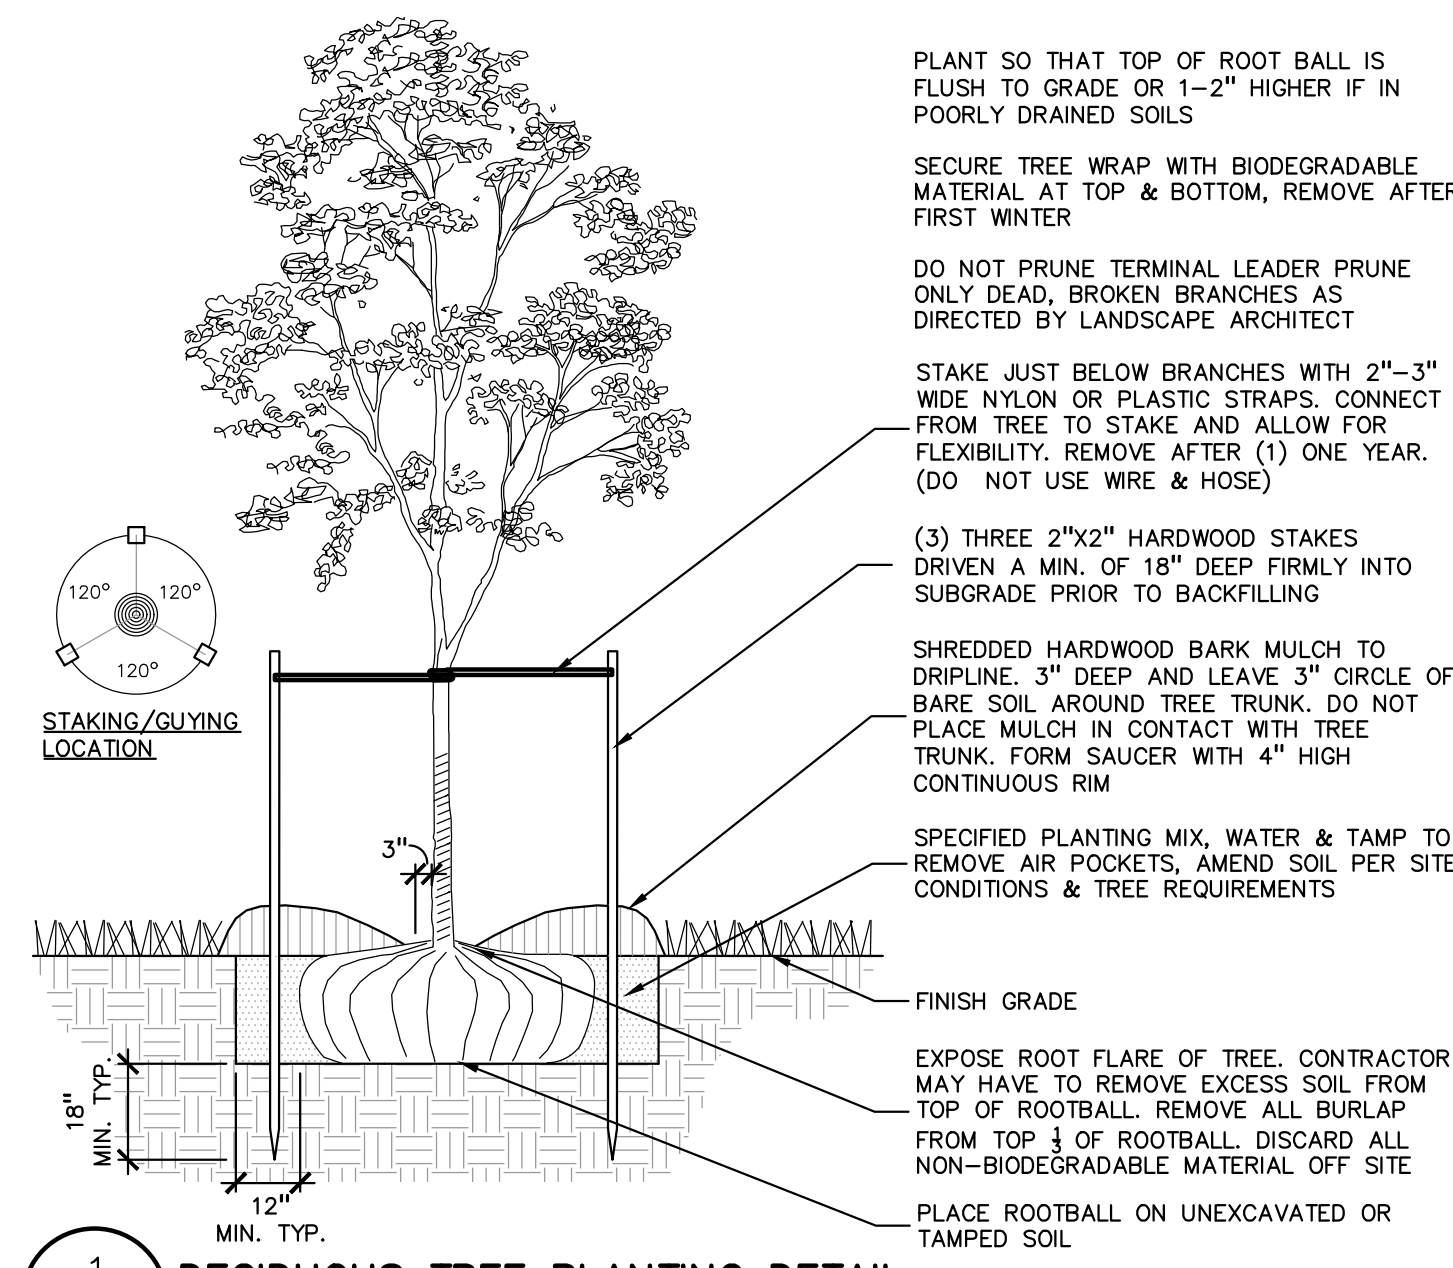 PLANT SO THAT TOP OF ROOT BALL IS
FLUSH TO GRADE OR 1-2" HIGHER IF IN
POORLY DRAINED SOILS
SECURE TREE WRAP WITH BIODEGRADABLE
MATERIAL AT TOP & BOTTOM, REMOVE AFTER
FIRST WINTER
DO NOT PRUNE TERMINAL LEADER PRUNE
ONLY DEAD, BROKEN BRANCHES AS
DIRECTED BY LANDSCAPE ARCHITECT
STAKE JUST BELOW BRANCHES WITH 2"-3"
WIDE NYLON OR PLASTIC STRAPS. CONNECT
FROM TREE TO STAKE AND ALLOW FOR
FLEXIBILITY. REMOVE AFTER (1) ONE YEAR.
(DO NOT USE WIRE & HOSE)
(3) THREE 2"X2" HARDWOOD STAKES
DRIVEN A MIN. OF 18" DEEP FIRMLY INTO
SUBGRADE PRIOR TO BACKFILLING
SHREDDED HARDWOOD BARK MULCH TO
DRIPLINE. 3" DEEP AND LEAVE 3" CIRCLE OF
BARE SOIL AROUND TREE TRUNK. DO NOT
PLACE MULCH IN CONTACT WITH TREE
TRUNK. FORM SAUCER WITH 4" HIGH
CONTINUOUS RIM
SPECIFIED PLANTING MIX, WATER & TAMP TO
REMOVE AIR POCKETS, AMEND SOIL PER SITE
CONDITIONS & TREE REQUIREMENTS
FINISH GRADE
EXPOSE ROOT FLARE OF TREE. CONTRACTOR
MAY HAVE TO REMOVE EXCESS SOIL FROM
TOP OF ROOTBALL. REMOVE ALL BURLAP
FROM TOP 1/3 OF ROOTBALL. DISCARD ALL
NON-BIODEGRADABLE MATERIAL OFF SITE
PLACE ROOTBALL ON UNEXCAVATED OR
TAMPED SOIL
120° 120°
120°
STAKING/GUYING
LOCATION
3"
18"
MIN. TYP.
12"
MIN. TYP.
1
DECIDUOUS TREE PLANTING DETAIL